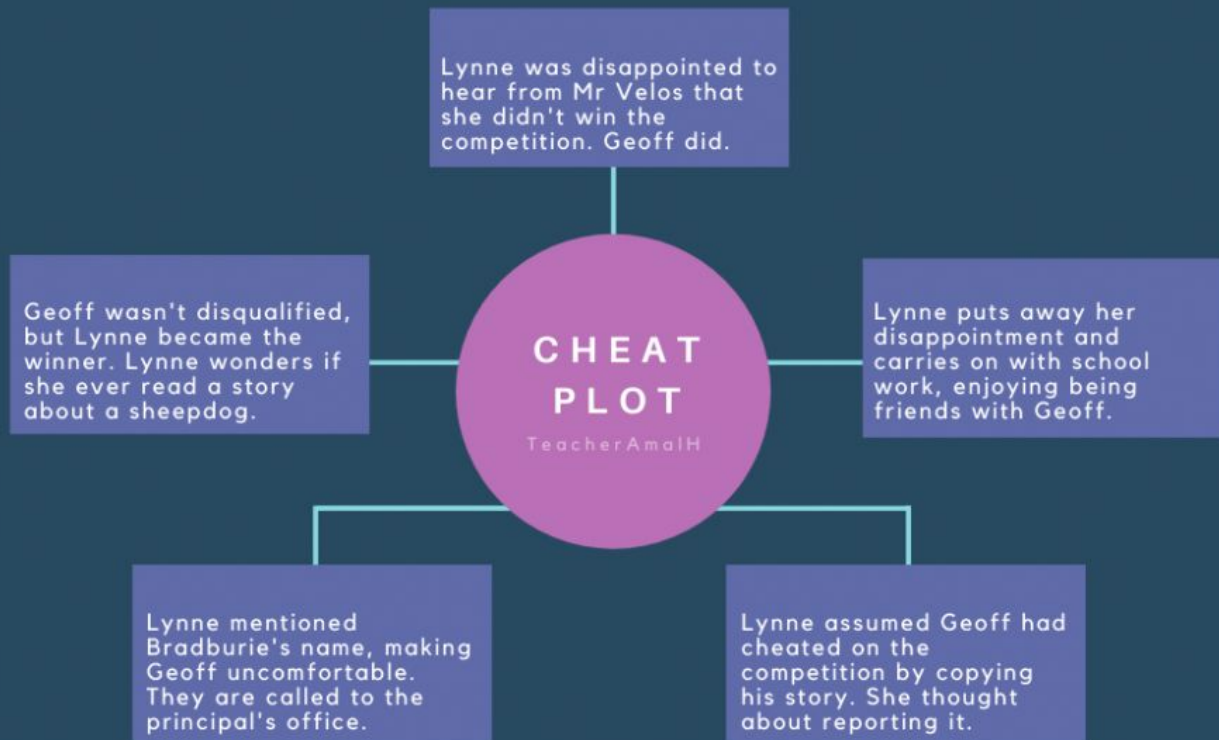 Lynne was disappointed to
hear from Mr Velos that
she didn't win the
competition. Geoff did.
Geoff wasn't disqualified,
but Lynne became the
winner. Lynne wonders if
she ever read a story
about a sheepdog.
CHEAT
PLOT
TeacherAmalH
Lynne puts away her
disappointment and
carries on with school
work, enjoying being
friends with Geoff.
Lynne mentioned
Bradburie's name, making
Geoff uncomfortable.
They are called to the
principal's office.
Lynne assumed Geoff had
cheated on the
competition by copying
his story. She thought
about reporting it.